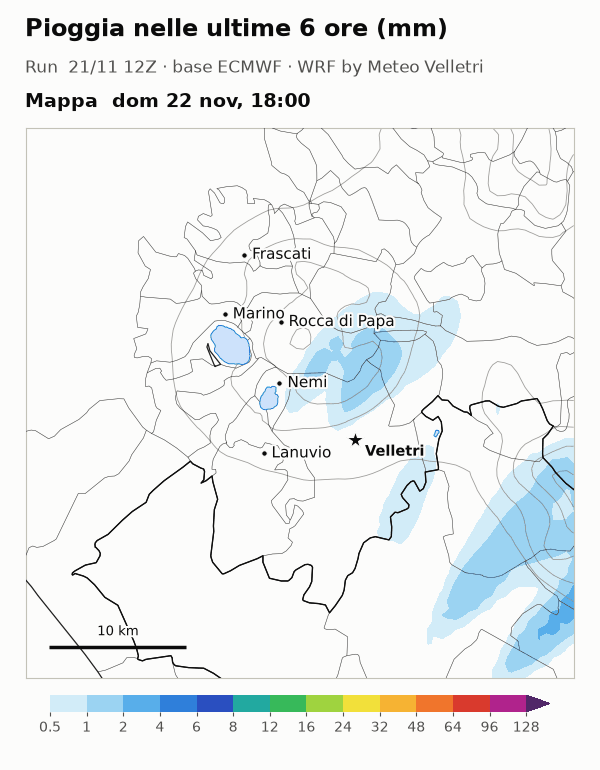 Pioggia nelle ultime 6 ore (mm)
Run  21/11 12Z · base ECMWF · WRF by Meteo Velletri
Mappa  dom 22 nov, 18:00
Frascati
Marino
Rocca di Papa
Nemi
Velletri
Lanuvio
10 km
0.5 1 2 4 6 8 12 16 24 32 48 64 96 128